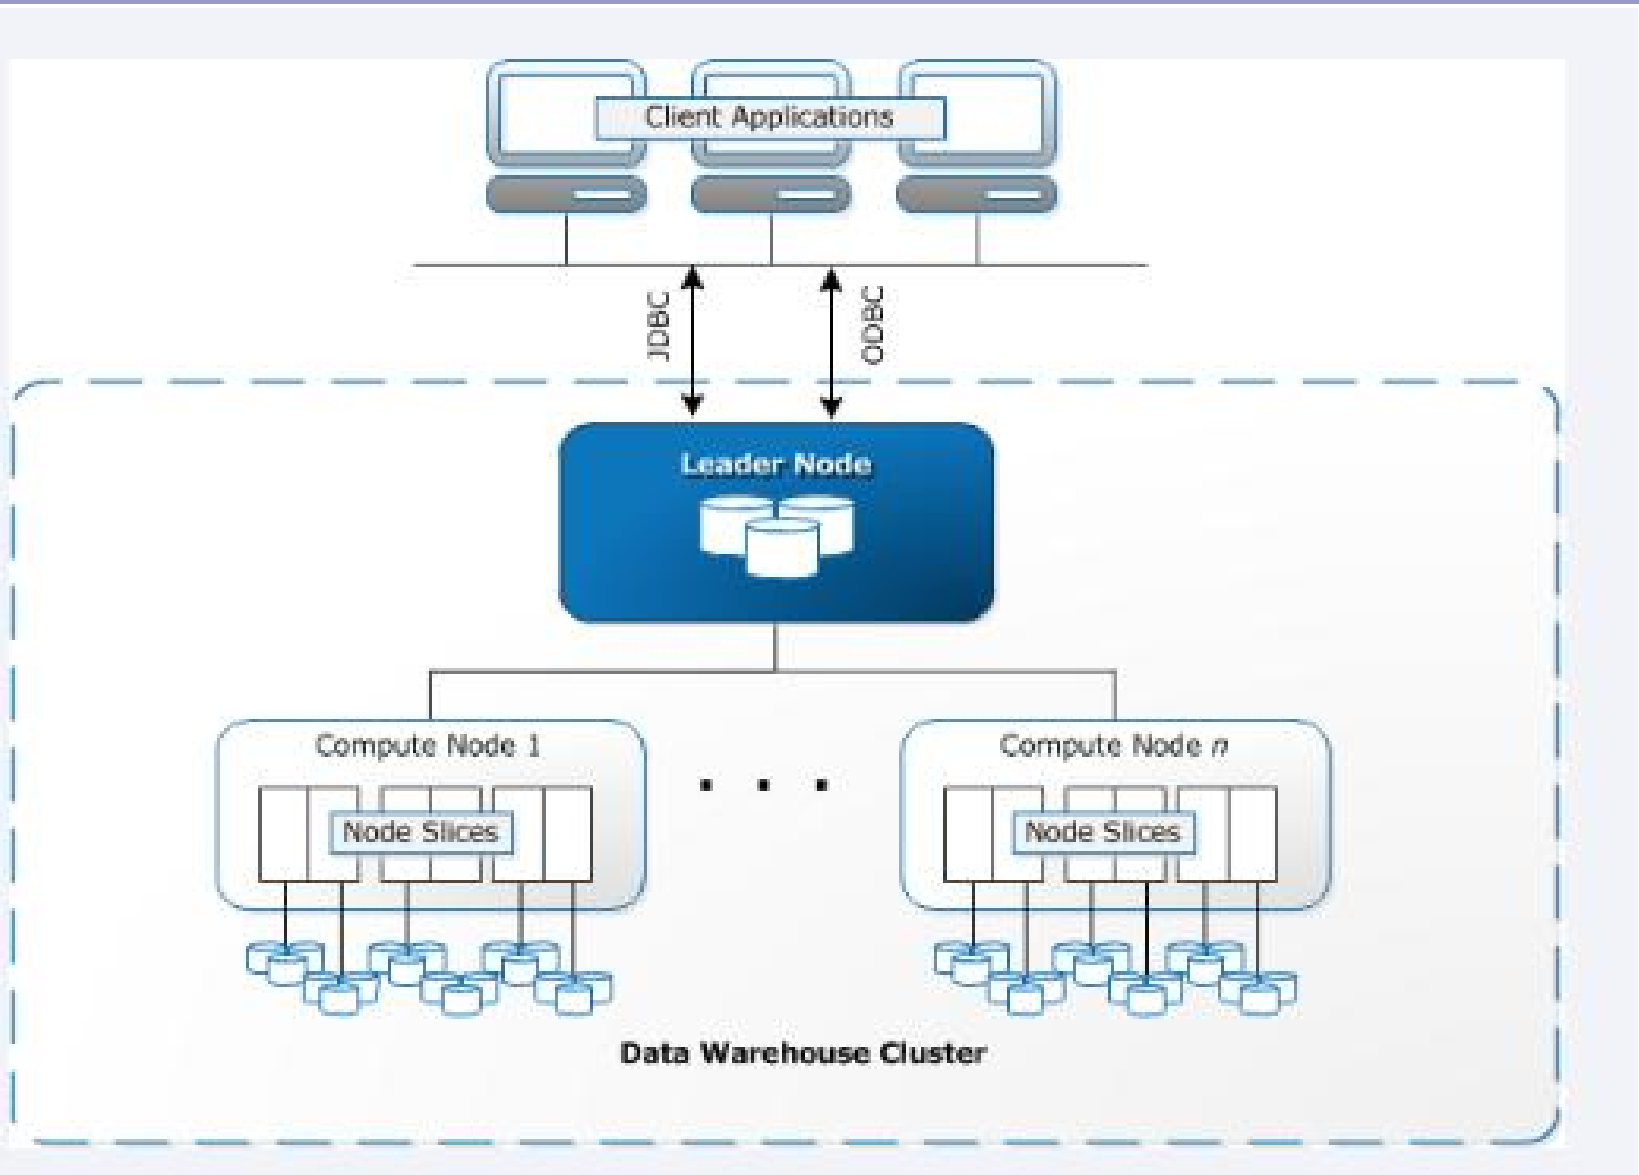 Client Applications
JDBC
ODBC
Leader Node
Compute Node 1
Compute Node n
Node Slices
Node Slices
Data Warehouse Cluster